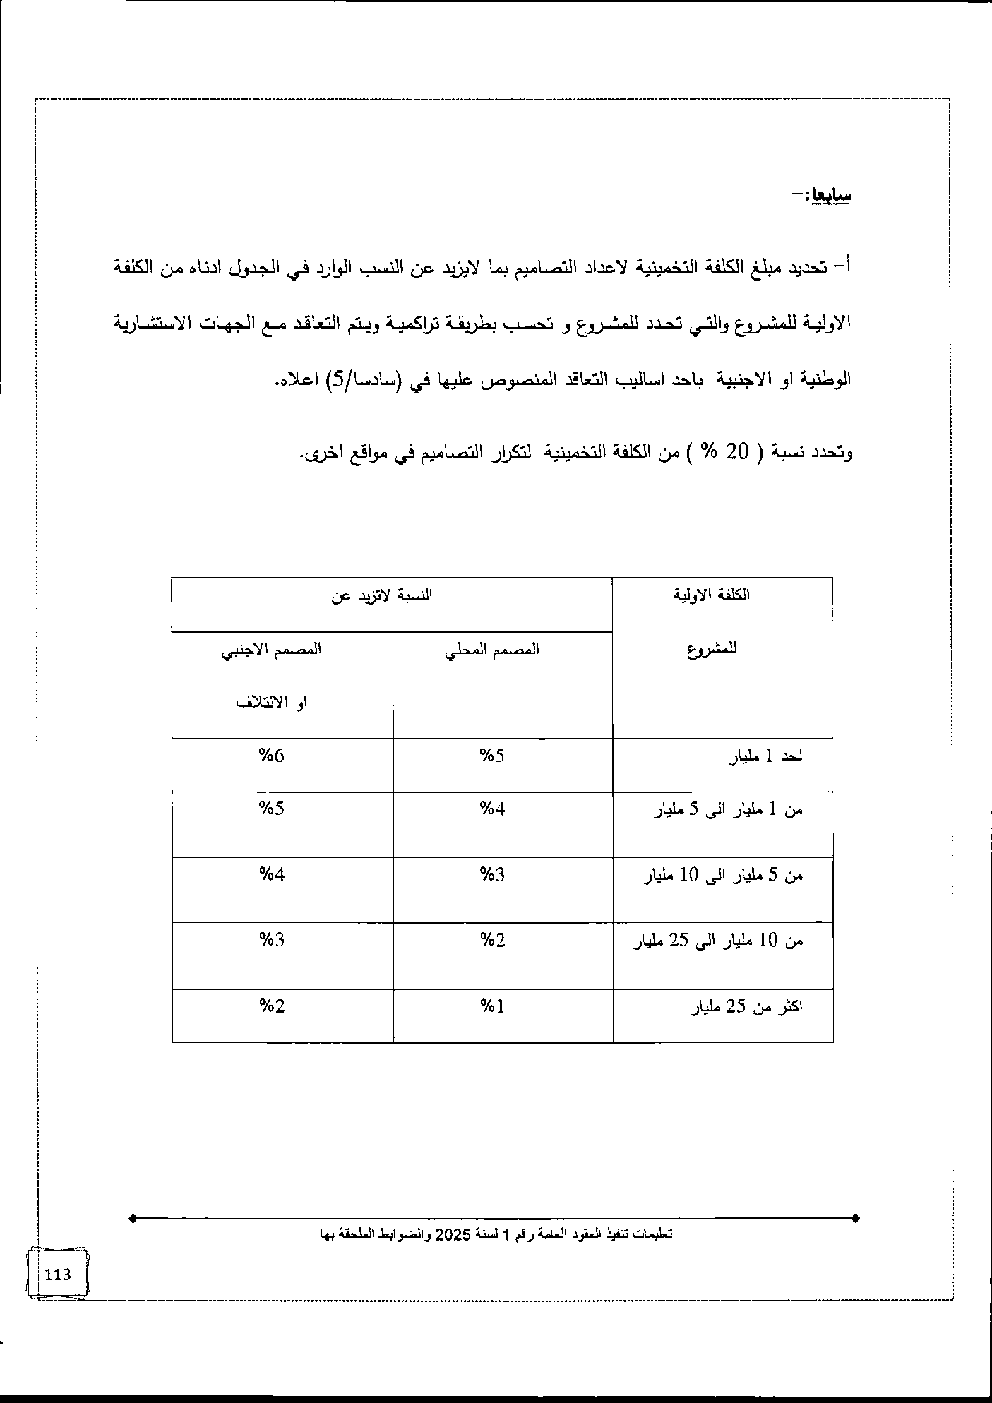 سابعا:-
أ- تحديد مبلغ الكلفة التخمينية لاعداد التصاميم بما لايزيد عن النسب الوارد في الجدول ادناه من الكلفة
الاولية للمشروع والتي تحدد للمشروع و تحسب بطريقة تراكمية ويتم التعاقد مع الجهات الاستشارية
الوطنية او الاجنبية باحد اساليب التعاقد المنصوص عليها في (سادسا/5) اعلاه.
وتحدد نسبة ( 20 % ) من الكلفة التخمينية لتكرار التصاميم في مواقع اخرى.
الكلفة الاولية النسبة لاتزيد عن
للمشروع المصمم المحلي المصمم الاجنبي
او الائتلاف
لحد 1 مليار 5% 6%
من 1 مليار الى 5 مليار 4% 5%
من 5 مليار الى 10 مليار 3% 4%
من 10 مليار الى 25 مليار 2% 3%
اكثر من 25 مليار 1% 2%
تعليمات تنفيذ العقود العامة رقم 1 لسنة 2025 والضوابط الملحقة بها
113